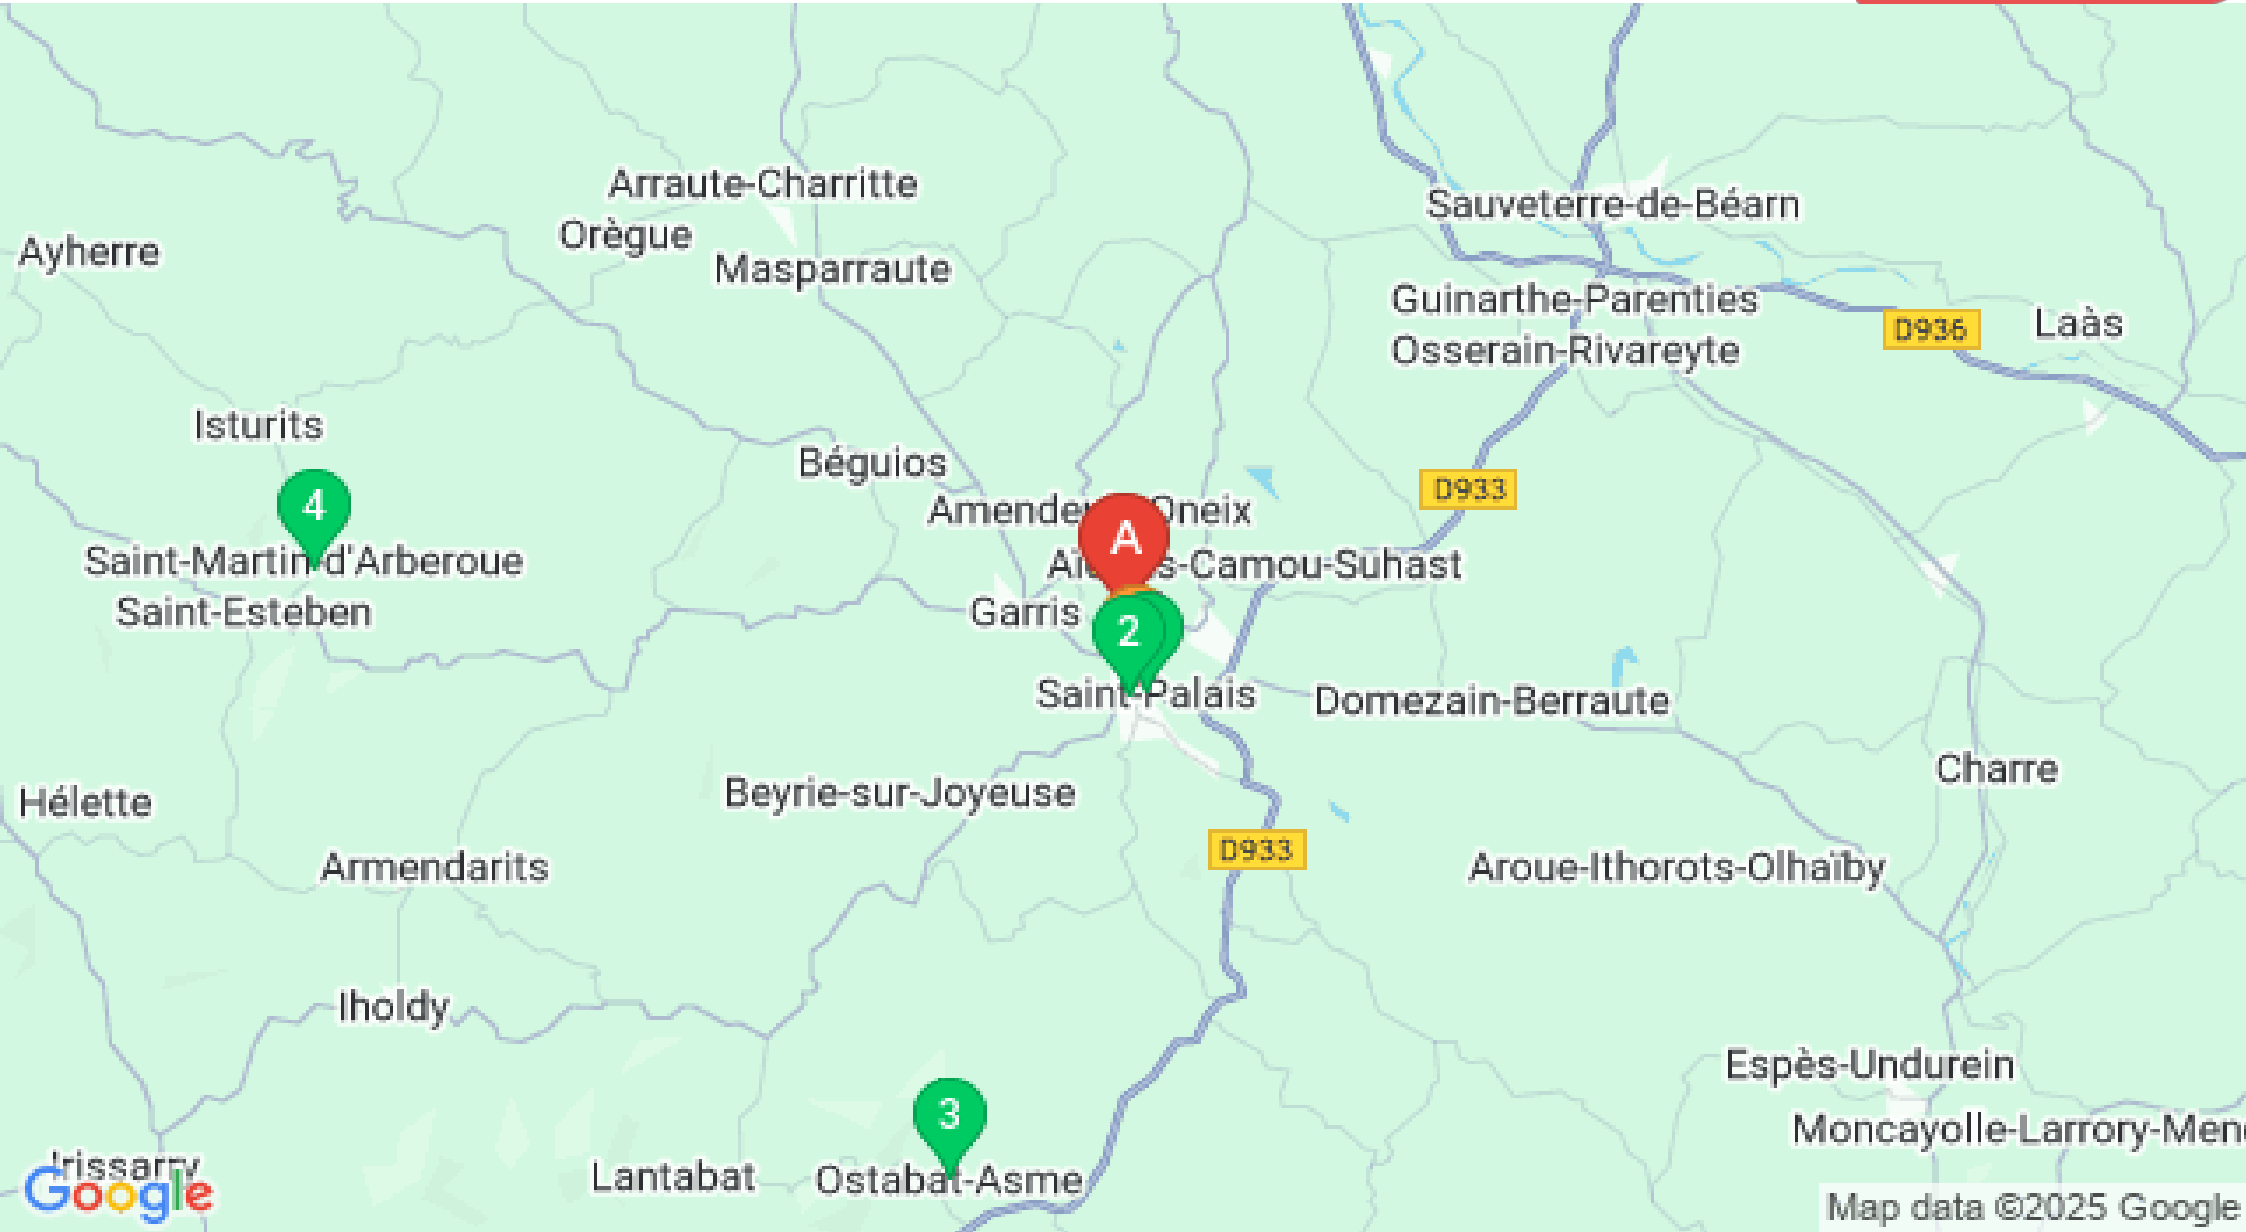 Arraute-Charritte
Sauveterre-de-Béarn
Orègue
Ayherre
Masparraute
Guinarthe-Parenties
D936
Laàs
Osserain-Rivareyte
Isturits
Béguios
D933
4
Oneix
A
Saint-Martin-d'Arberoue
s-Camou-Suhast
Saint-Esteben
Garris
2
Saint-Palais
Domezain-Berraute
Charre
Beyrie-sur-Joyeuse
Hélette
D933
Armendarits
Aroue-Ithorots-Olhaïby
Iholdy
Espès-Undurein
3
Moncayolle-Larrory-Men
Irissarry
Lantabat
Ostabat-Asme
Google
Map data ©2025 Google